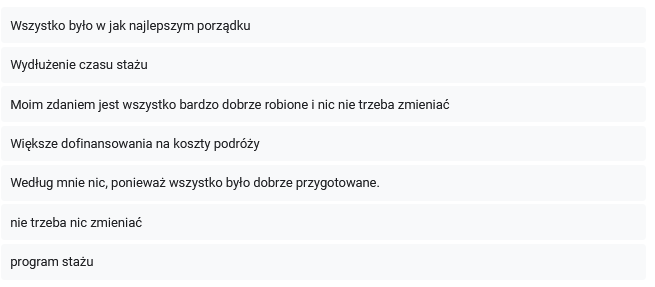 Wszystko było w jak najlepszym porządku
Wydłużenie czasu stażu
Moim zdaniem jest wszystko bardzo dobrze robione i nic nie trzeba zmieniać
Większe dofinansowania na koszty podróży
Według mnie nic, ponieważ wszystko było dobrze przygotowane.
nie trzeba nic zmieniać
program stażu